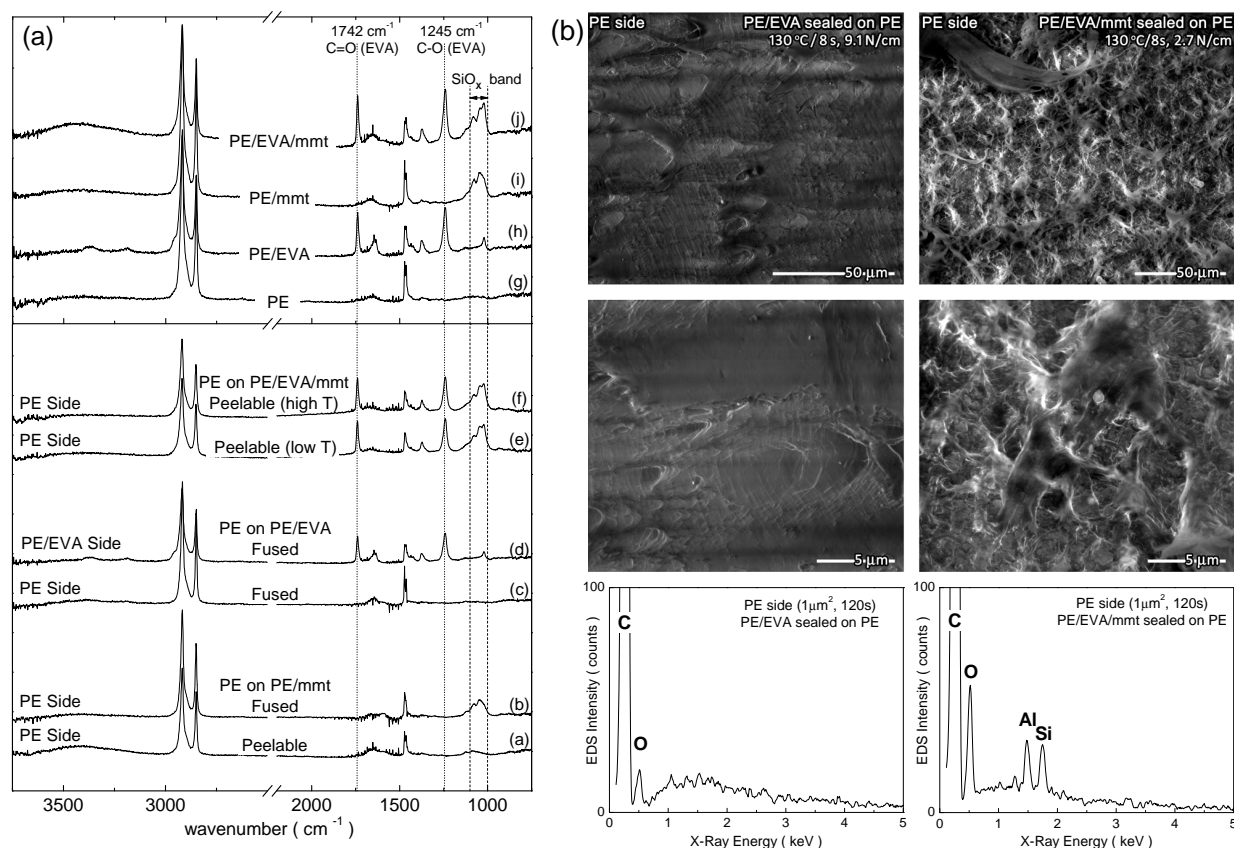 (a)
1742 cm⁻¹
C=O (EVA)
1245 cm⁻¹
C-O (EVA)
SiOₓ band
PE/EVA/mmt
(j)
PE/mmt
(i)
PE/EVA
(h)
PE
(g)
PE Side
PE on PE/EVA/mmt
Peelable (high T)
(f)
PE Side
Peelable (low T)
(e)
PE/EVA Side
PE on PE/EVA
Fused
(d)
PE Side
Fused
(c)
PE Side
PE on PE/mmt
Fused
(b)
PE Side
Peelable
(a)
3500
3000
2000
1500
1000
wavenumber ( cm⁻¹ )
(b)
PE side
PE/EVA sealed on PE
130 °C/ 8 s, 9.1 N/cm
50 µm
PE side
PE/EVA/mmt sealed on PE
130 °C/8s, 2.7 N/cm
50 µm
5 µm
5 µm
100
0
EDS Intensity ( counts )
PE side (1µm², 120s)
PE/EVA sealed on PE
C
O
0
1
2
3
4
5
X-Ray Energy ( keV )
100
0
EDS Intensity ( counts )
PE side (1µm², 120s)
PE/EVA/mmt sealed on PE
C
O
Al
Si
0
1
2
3
4
5
X-Ray Energy ( keV )